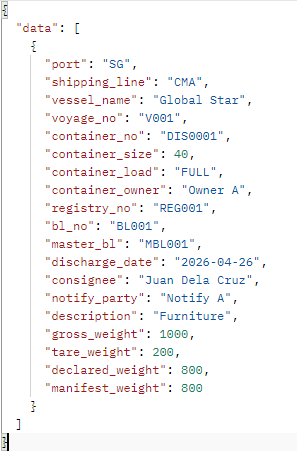 {
  "data": [
    {
      "port": "SG",
      "shipping_line": "CMA",
      "vessel_name": "Global Star",
      "voyage_no": "V001",
      "container_no": "DIS0001",
      "container_size": 40,
      "container_load": "FULL",
      "container_owner": "Owner A",
      "registry_no": "REG001",
      "bl_no": "BL001",
      "master_bl": "MBL001",
      "discharge_date": "2026-04-26",
      "consignee": "Juan Dela Cruz",
      "notify_party": "Notify A",
      "description": "Furniture",
      "gross_weight": 1000,
      "tare_weight": 200,
      "declared_weight": 800,
      "manifest_weight": 800
    }
  ]
}